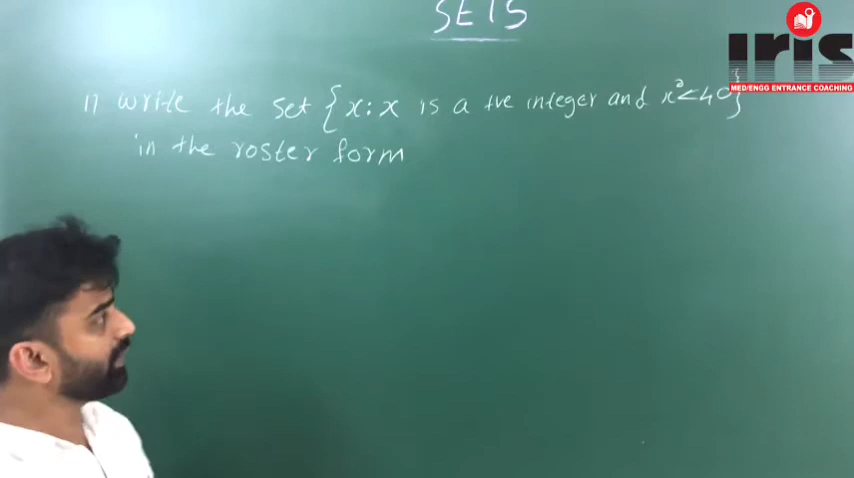 SETS
Iris
MED/ENGG ENTRANCE COACHING
1) write the set {x:x is a +ve integer and x²<40}
in the roster form